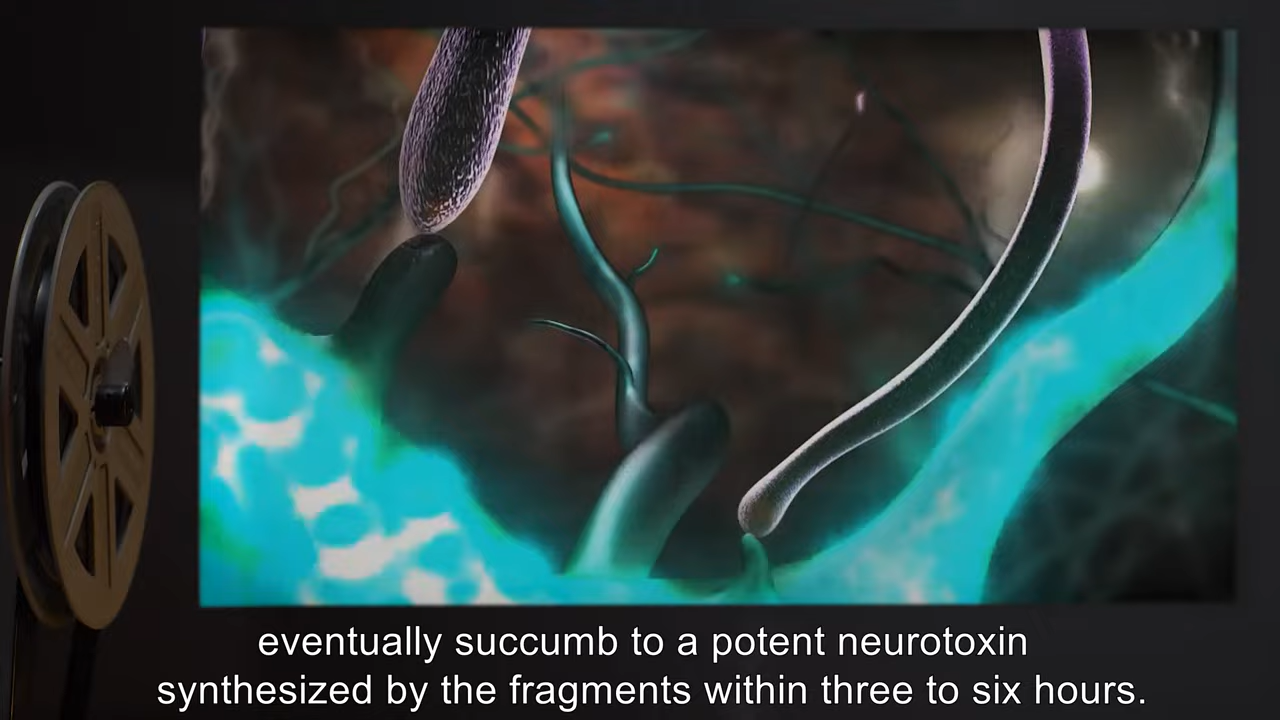 eventually succumb to a potent neurotoxin
synthesized by the fragments within three to six hours.